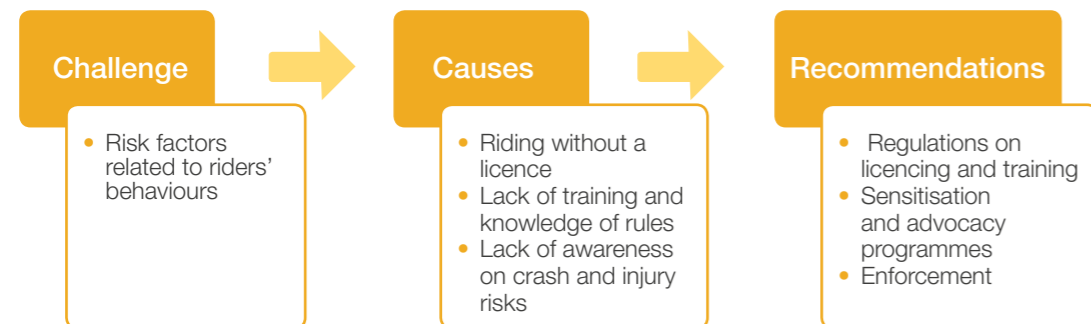 Challenge
• Risk factors
related to riders’
behaviours
Causes
• Riding without a
licence
• Lack of training and
knowledge of rules
• Lack of awareness
on crash and injury
risks
Recommendations
• Regulations on
licencing and training
• Sensitisation
and advocacy
programmes
• Enforcement